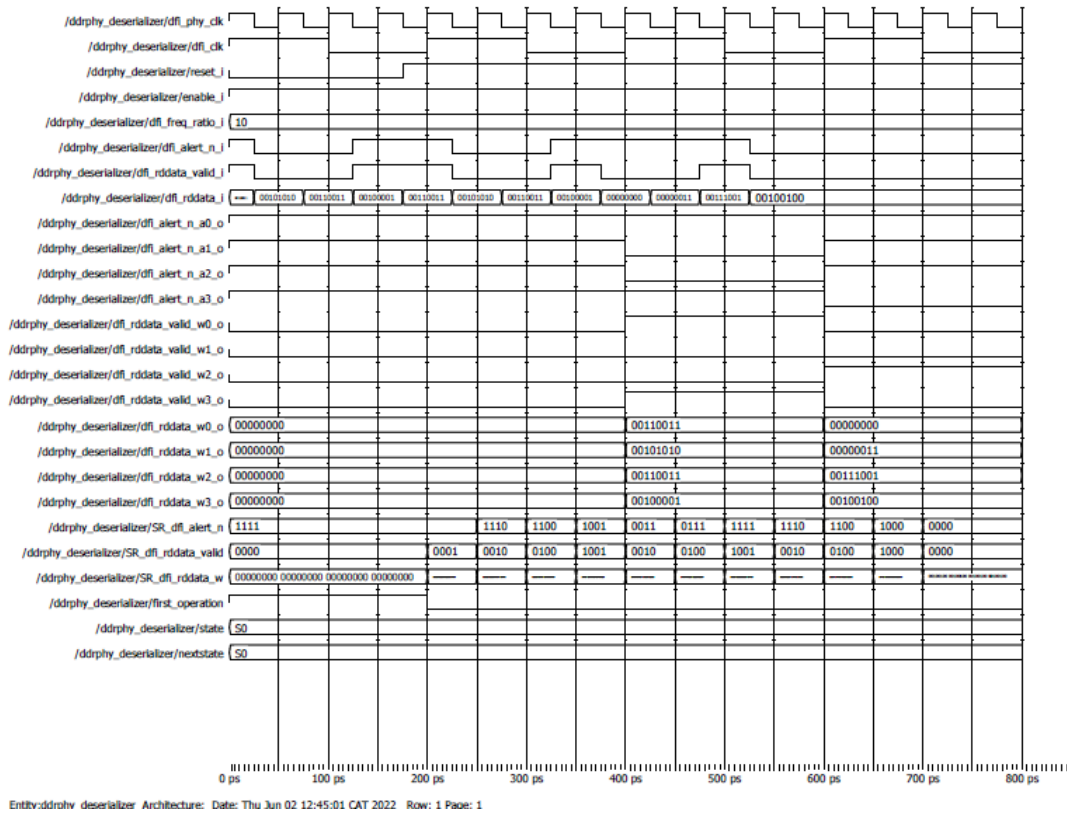 /ddrphy_deserializer/dfi_phy_clk
/ddrphy_deserializer/dfi_clk
/ddrphy_deserializer/reset_i
/ddrphy_deserializer/enable_i
/ddrphy_deserializer/dfi_freq_ratio_i 10
/ddrphy_deserializer/dfi_alert_n_i
/ddrphy_deserializer/dfi_rddata_valid_i
/ddrphy_deserializer/dfi_rddata_i 00101010 00110011 00100001 00110011 00101010 00110011 00100001 00000000 00000011 00111001 00100100
/ddrphy_deserializer/dfi_alert_n_a0_o
/ddrphy_deserializer/dfi_alert_n_a1_o
/ddrphy_deserializer/dfi_alert_n_a2_o
/ddrphy_deserializer/dfi_alert_n_a3_o
/ddrphy_deserializer/dfi_rddata_valid_w0_o
/ddrphy_deserializer/dfi_rddata_valid_w1_o
/ddrphy_deserializer/dfi_rddata_valid_w2_o
/ddrphy_deserializer/dfi_rddata_valid_w3_o
/ddrphy_deserializer/dfi_rddata_w0_o 00000000 00110011 00000000
/ddrphy_deserializer/dfi_rddata_w1_o 00000000 00101010 00000011
/ddrphy_deserializer/dfi_rddata_w2_o 00000000 00110011 00111001
/ddrphy_deserializer/dfi_rddata_w3_o 00000000 00100001 00100100
/ddrphy_deserializer/SR_dfi_alert_n 1111 1110 1100 1001 0011 0111 1111 1110 1100 1000 0000
/ddrphy_deserializer/SR_dfi_rddata_valid 0000 0001 0010 0100 1001 0010 0100 1001 0010 0100 1000 0000
/ddrphy_deserializer/SR_dfi_rddata_w 00000000 00000000 00000000 00000000
/ddrphy_deserializer/first_operation
/ddrphy_deserializer/state S0
/ddrphy_deserializer/nextstate S0
0 ps 100 ps 200 ps 300 ps 400 ps 500 ps 600 ps 700 ps 800 ps
Entity:ddrphy_deserializer Architecture: Date: Thu Jun 02 12:45:01 CAT 2022 Row: 1 Page: 1